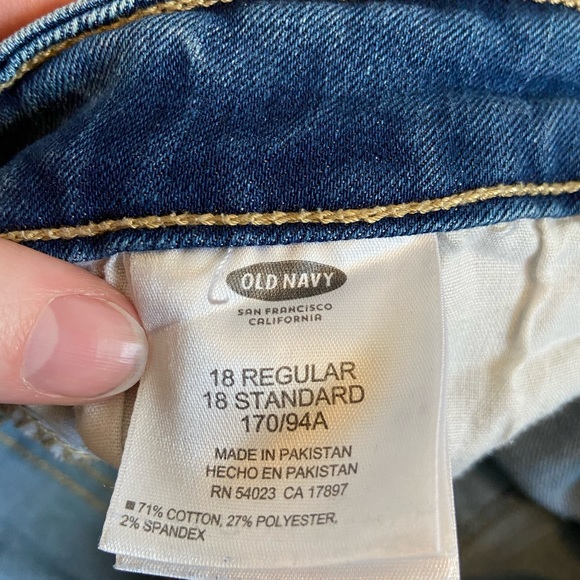 OLD NAVY
SAN FRANCISCO
CALIFORNIA
18 REGULAR
18 STANDARD
170/94A
MADE IN PAKISTAN
HECHO EN PAKISTAN
RN 54023 CA 17897
71% COTTON, 27% POLYESTER,
2% SPANDEX